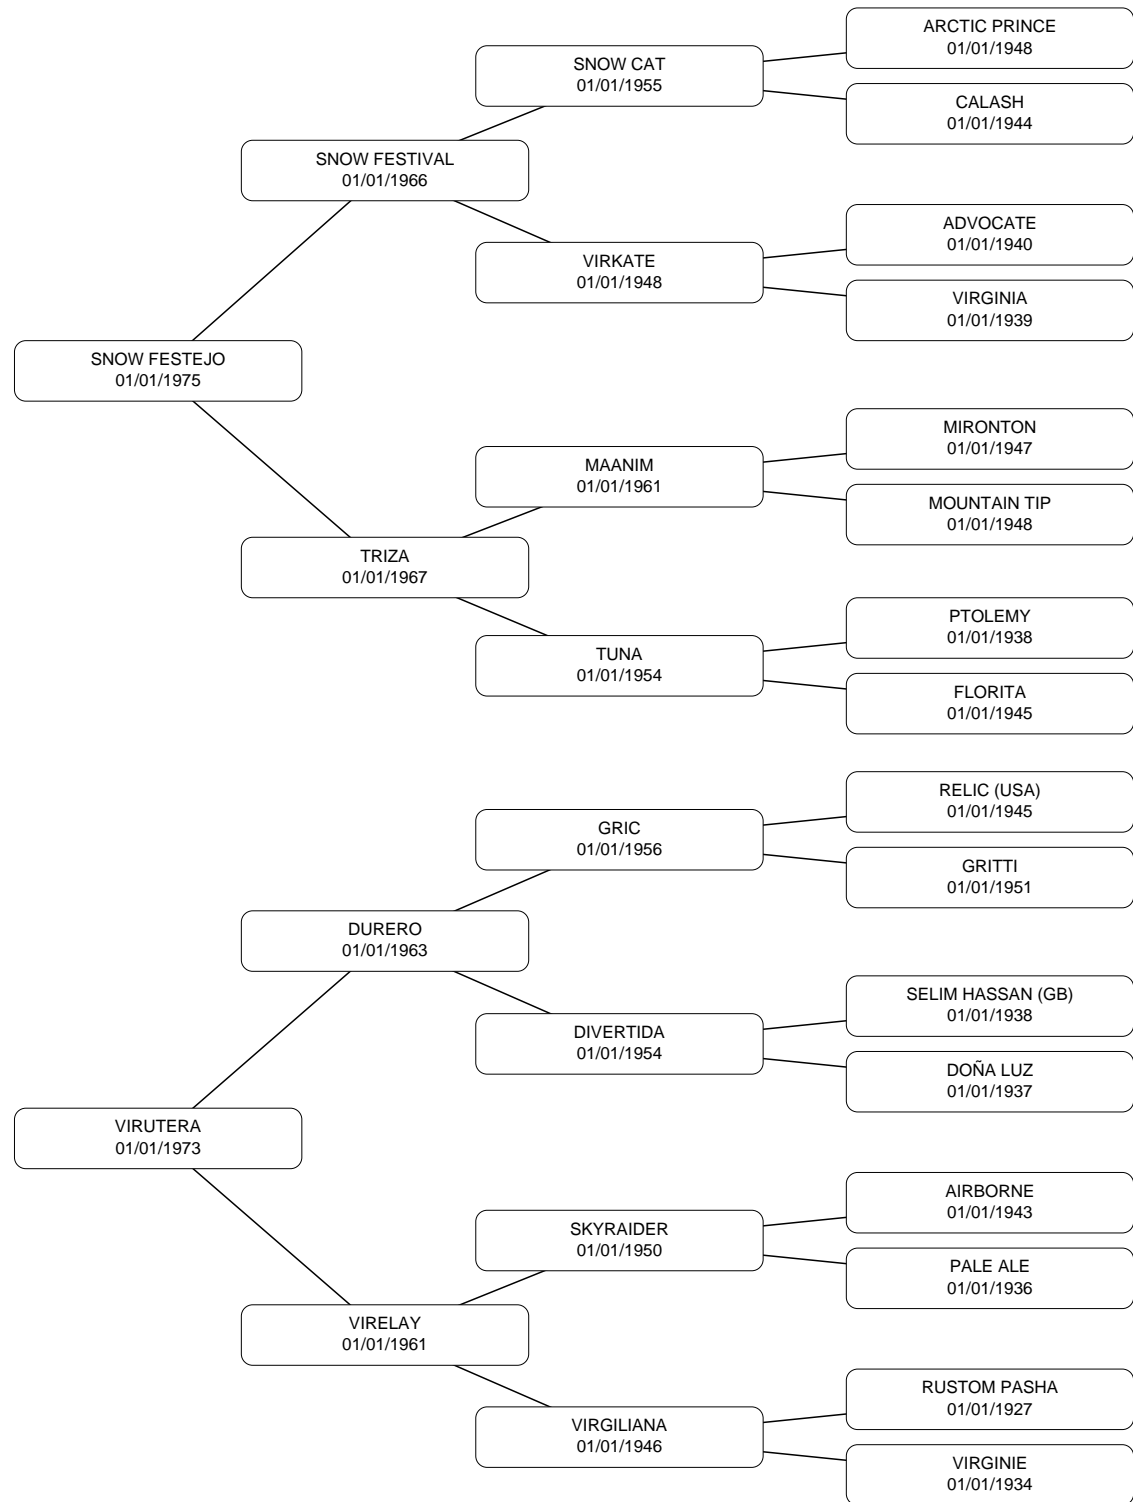 ARCTIC PRINCE
01/01/1948
SNOW CAT
01/01/1955
CALASH
01/01/1944
SNOW FESTIVAL
01/01/1966
ADVOCATE
01/01/1940
VIRKATE
01/01/1948
VIRGINIA
01/01/1939
SNOW FESTEJO
01/01/1975
MIRONTON
01/01/1947
MAANIM
01/01/1961
MOUNTAIN TIP
01/01/1948
TRIZA
01/01/1967
PTOLEMY
01/01/1938
TUNA
01/01/1954
FLORITA
01/01/1945
RELIC (USA)
01/01/1945
GRIC
01/01/1956
GRITTI
01/01/1951
DURERO
01/01/1963
SELIM HASSAN (GB)
01/01/1938
DIVERTIDA
01/01/1954
DOÑA LUZ
01/01/1937
VIRUTERA
01/01/1973
AIRBORNE
01/01/1943
SKYRAIDER
01/01/1950
PALE ALE
01/01/1936
VIRELAY
01/01/1961
RUSTOM PASHA
01/01/1927
VIRGILIANA
01/01/1946
VIRGINIE
01/01/1934